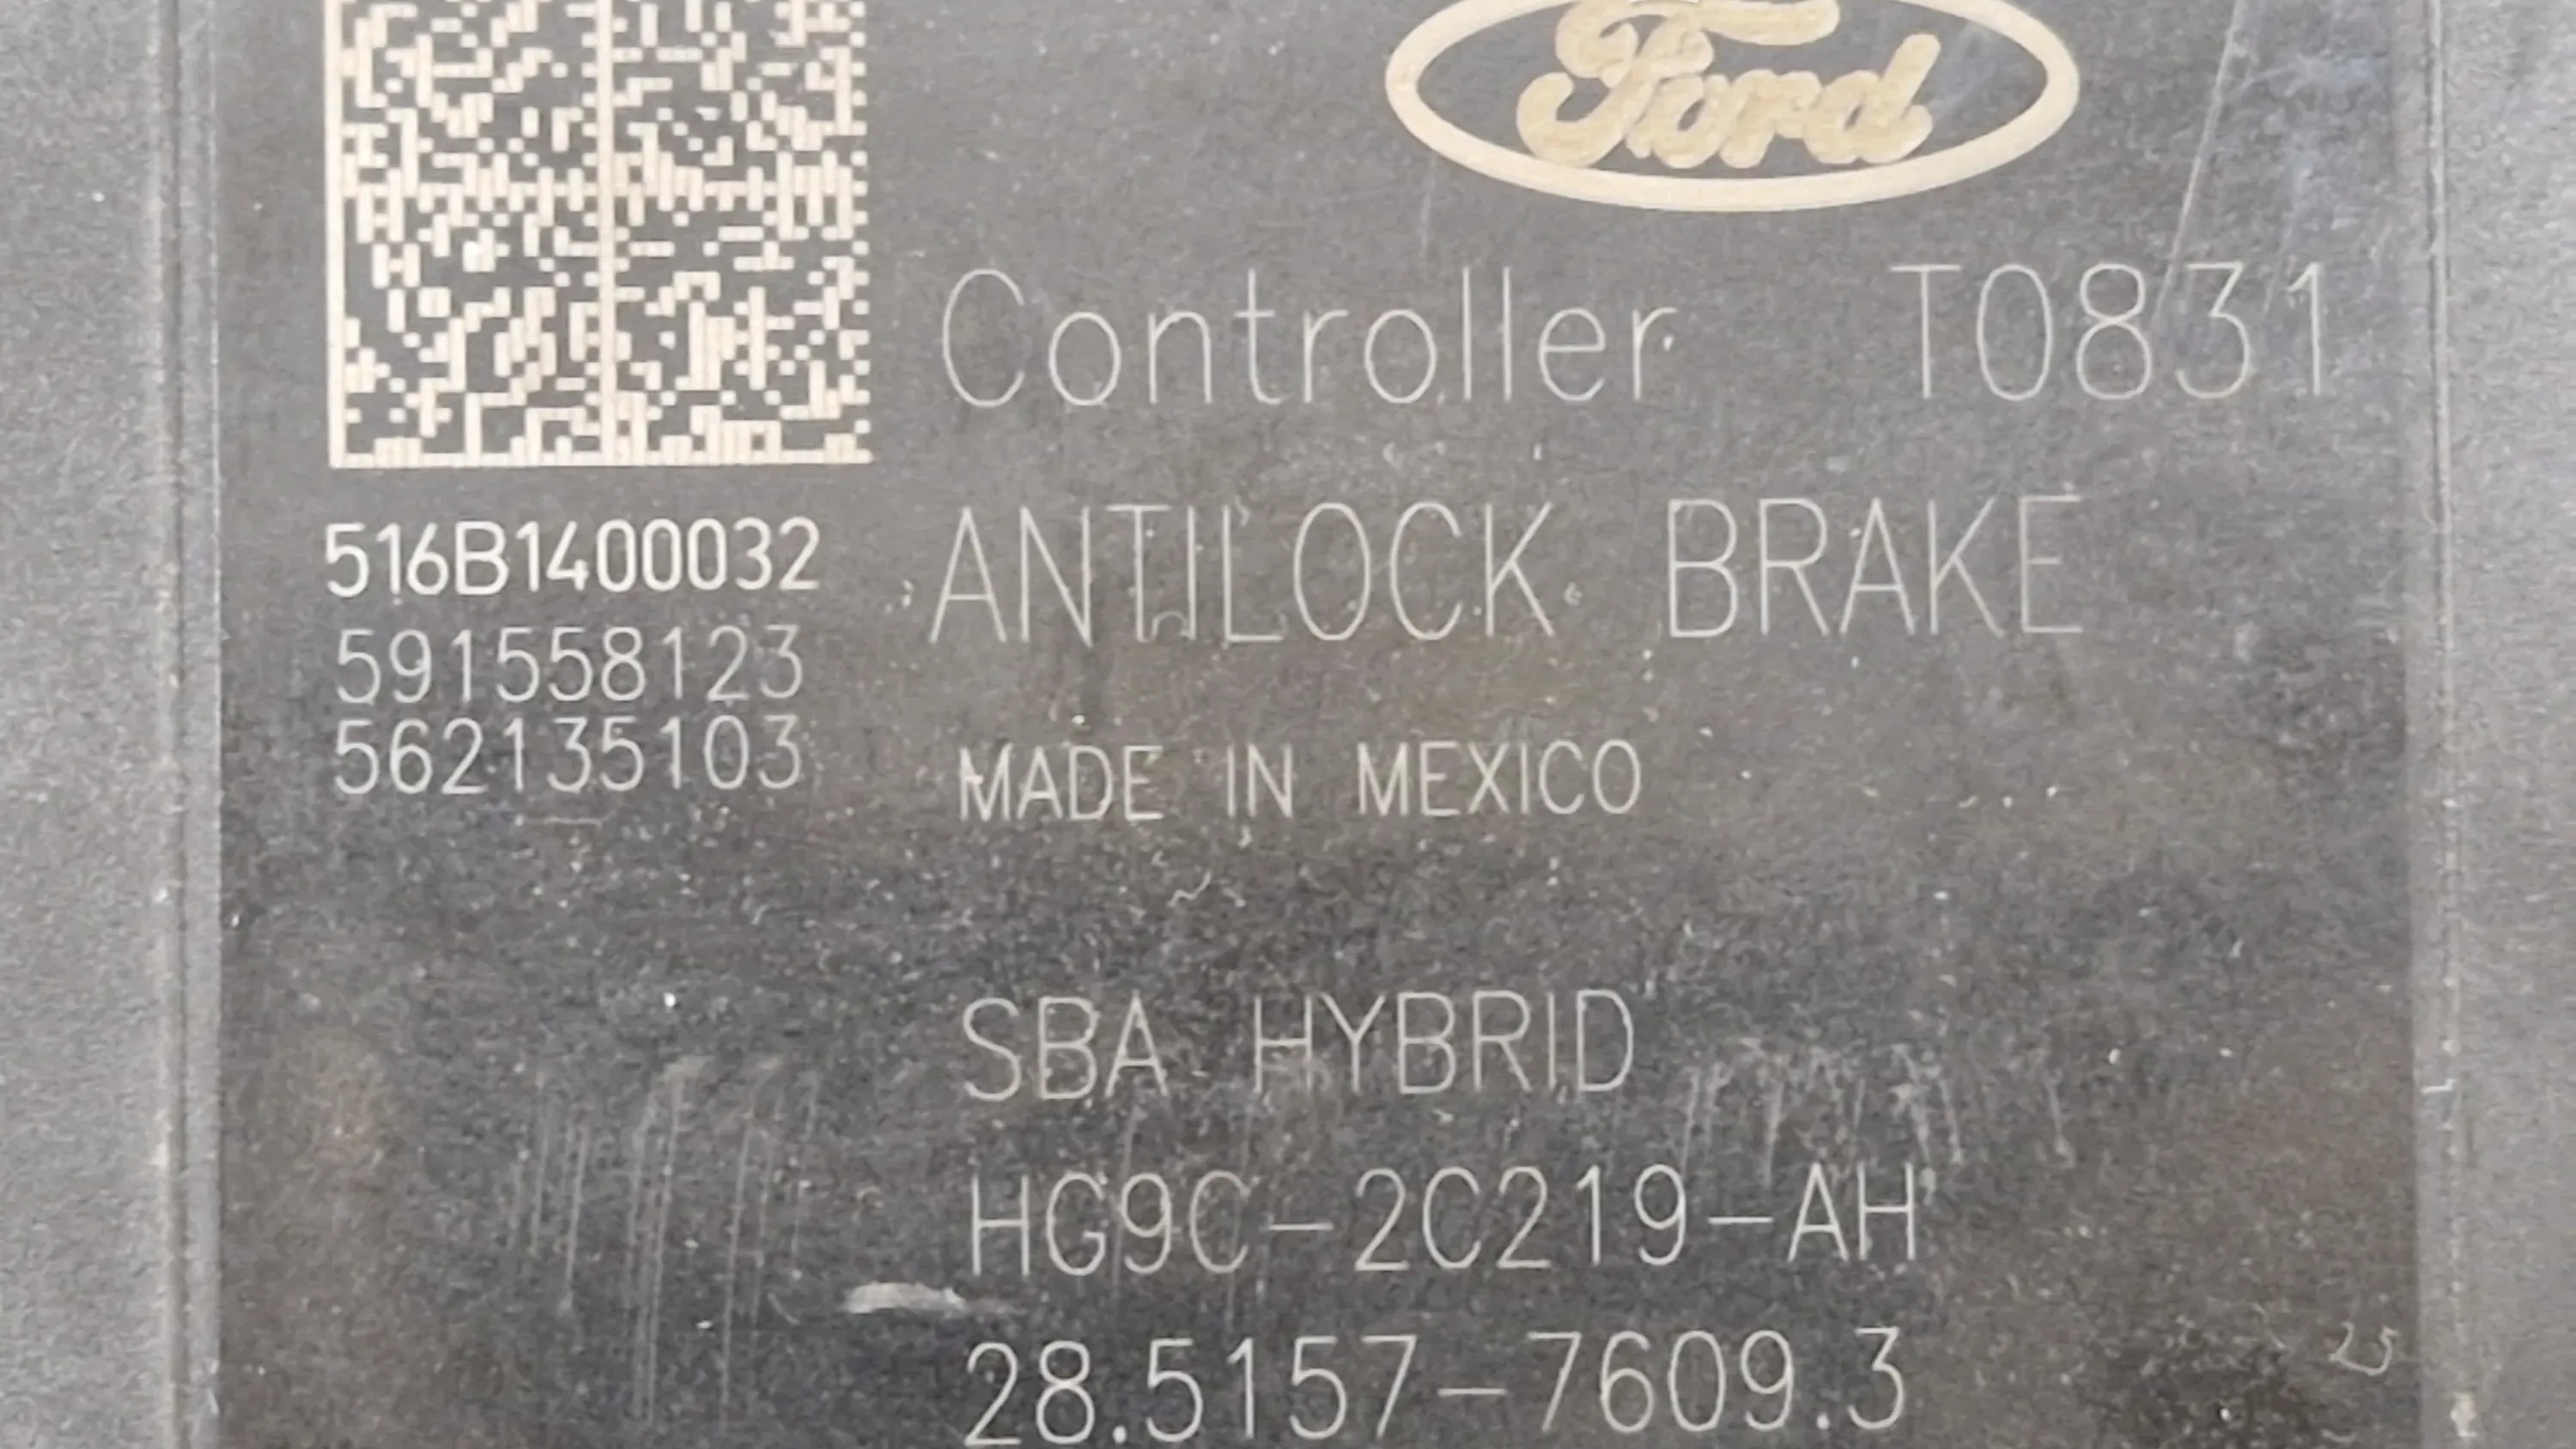 Ford
Controller T0831
ANTILOCK BRAKE
MADE IN MEXICO
516B1400032
591558123
562135103
SBA HYBRID
HG9C-2C219-AH
28.5157-7609.3
25